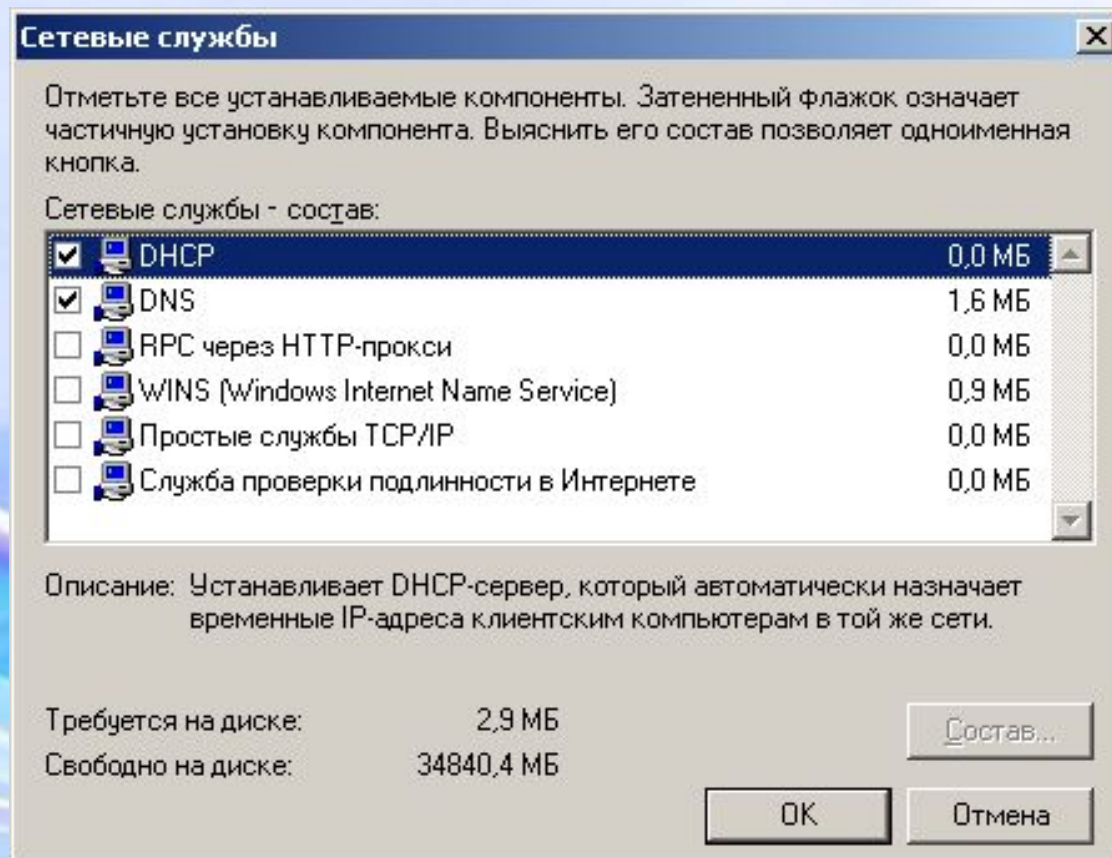 Сетевые службы
Отметьте все устанавливаемые компоненты. Затененный флажок означает
частичную установку компонента. Выяснить его состав позволяет одноименная
кнопка.
Сетевые службы - состав:
DHCP 0,0 МБ
DNS 1,6 МБ
RPC через HTTP-прокси 0,0 МБ
WINS (Windows Internet Name Service) 0,9 МБ
Простые службы TCP/IP 0,0 МБ
Служба проверки подлинности в Интернете 0,0 МБ
Описание: Устанавливает DHCP-сервер, который автоматически назначает
временные IP-адреса клиентским компьютерам в той же сети.
Требуется на диске: 2,9 МБ
Состав...
Свободно на диске: 34840,4 МБ
OK Отмена